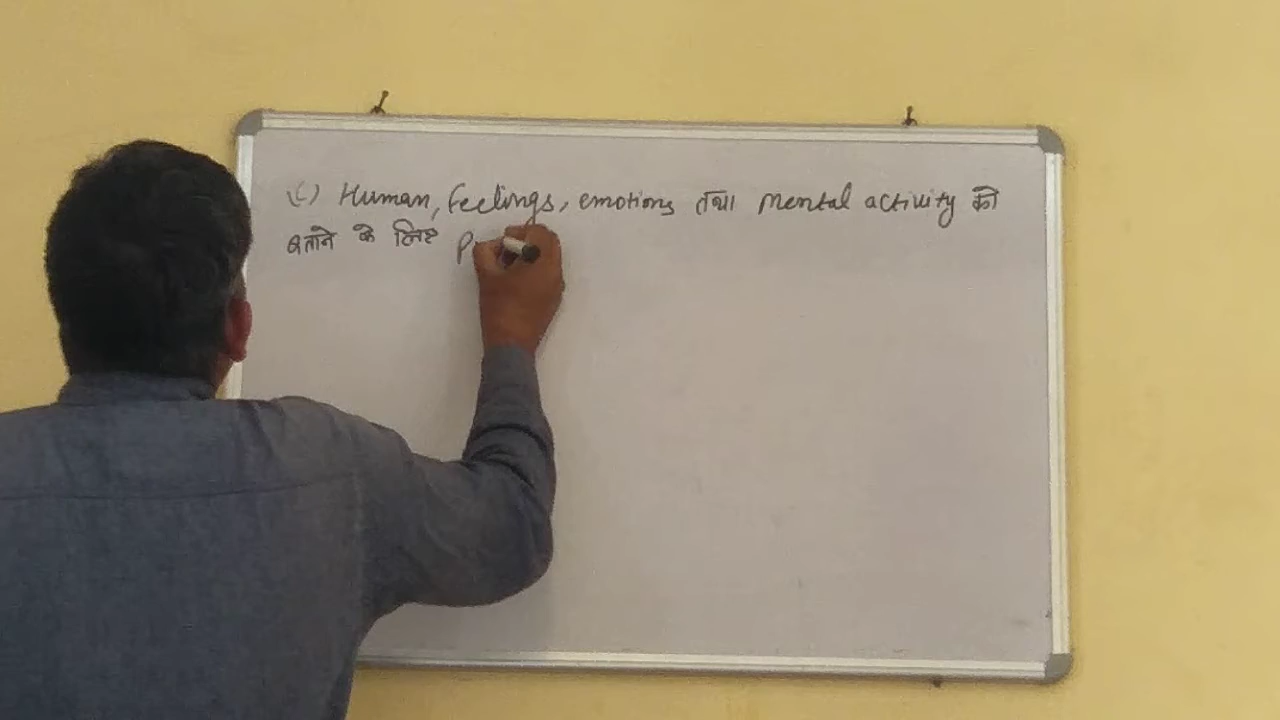 (C) Human, feelings, emotions तथा mental activity को
बताने के लिए P